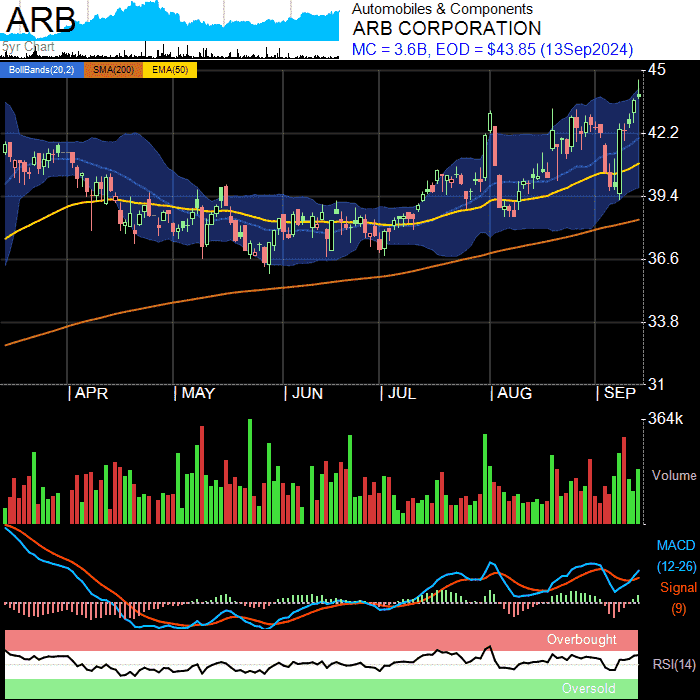 ARB
5yr Chart
Automobiles & Components
ARB CORPORATION
MC = 3.6B, EOD = $43.85 (13Sep2024)
BollBands(20,2) SMA(200) EMA(50)
45
42.2
39.4
36.6
33.8
31
APR MAY JUN JUL AUG SEP
364k
Volume
MACD
(12-26)
Signal
(9)
Overbought
RSI(14)
Oversold